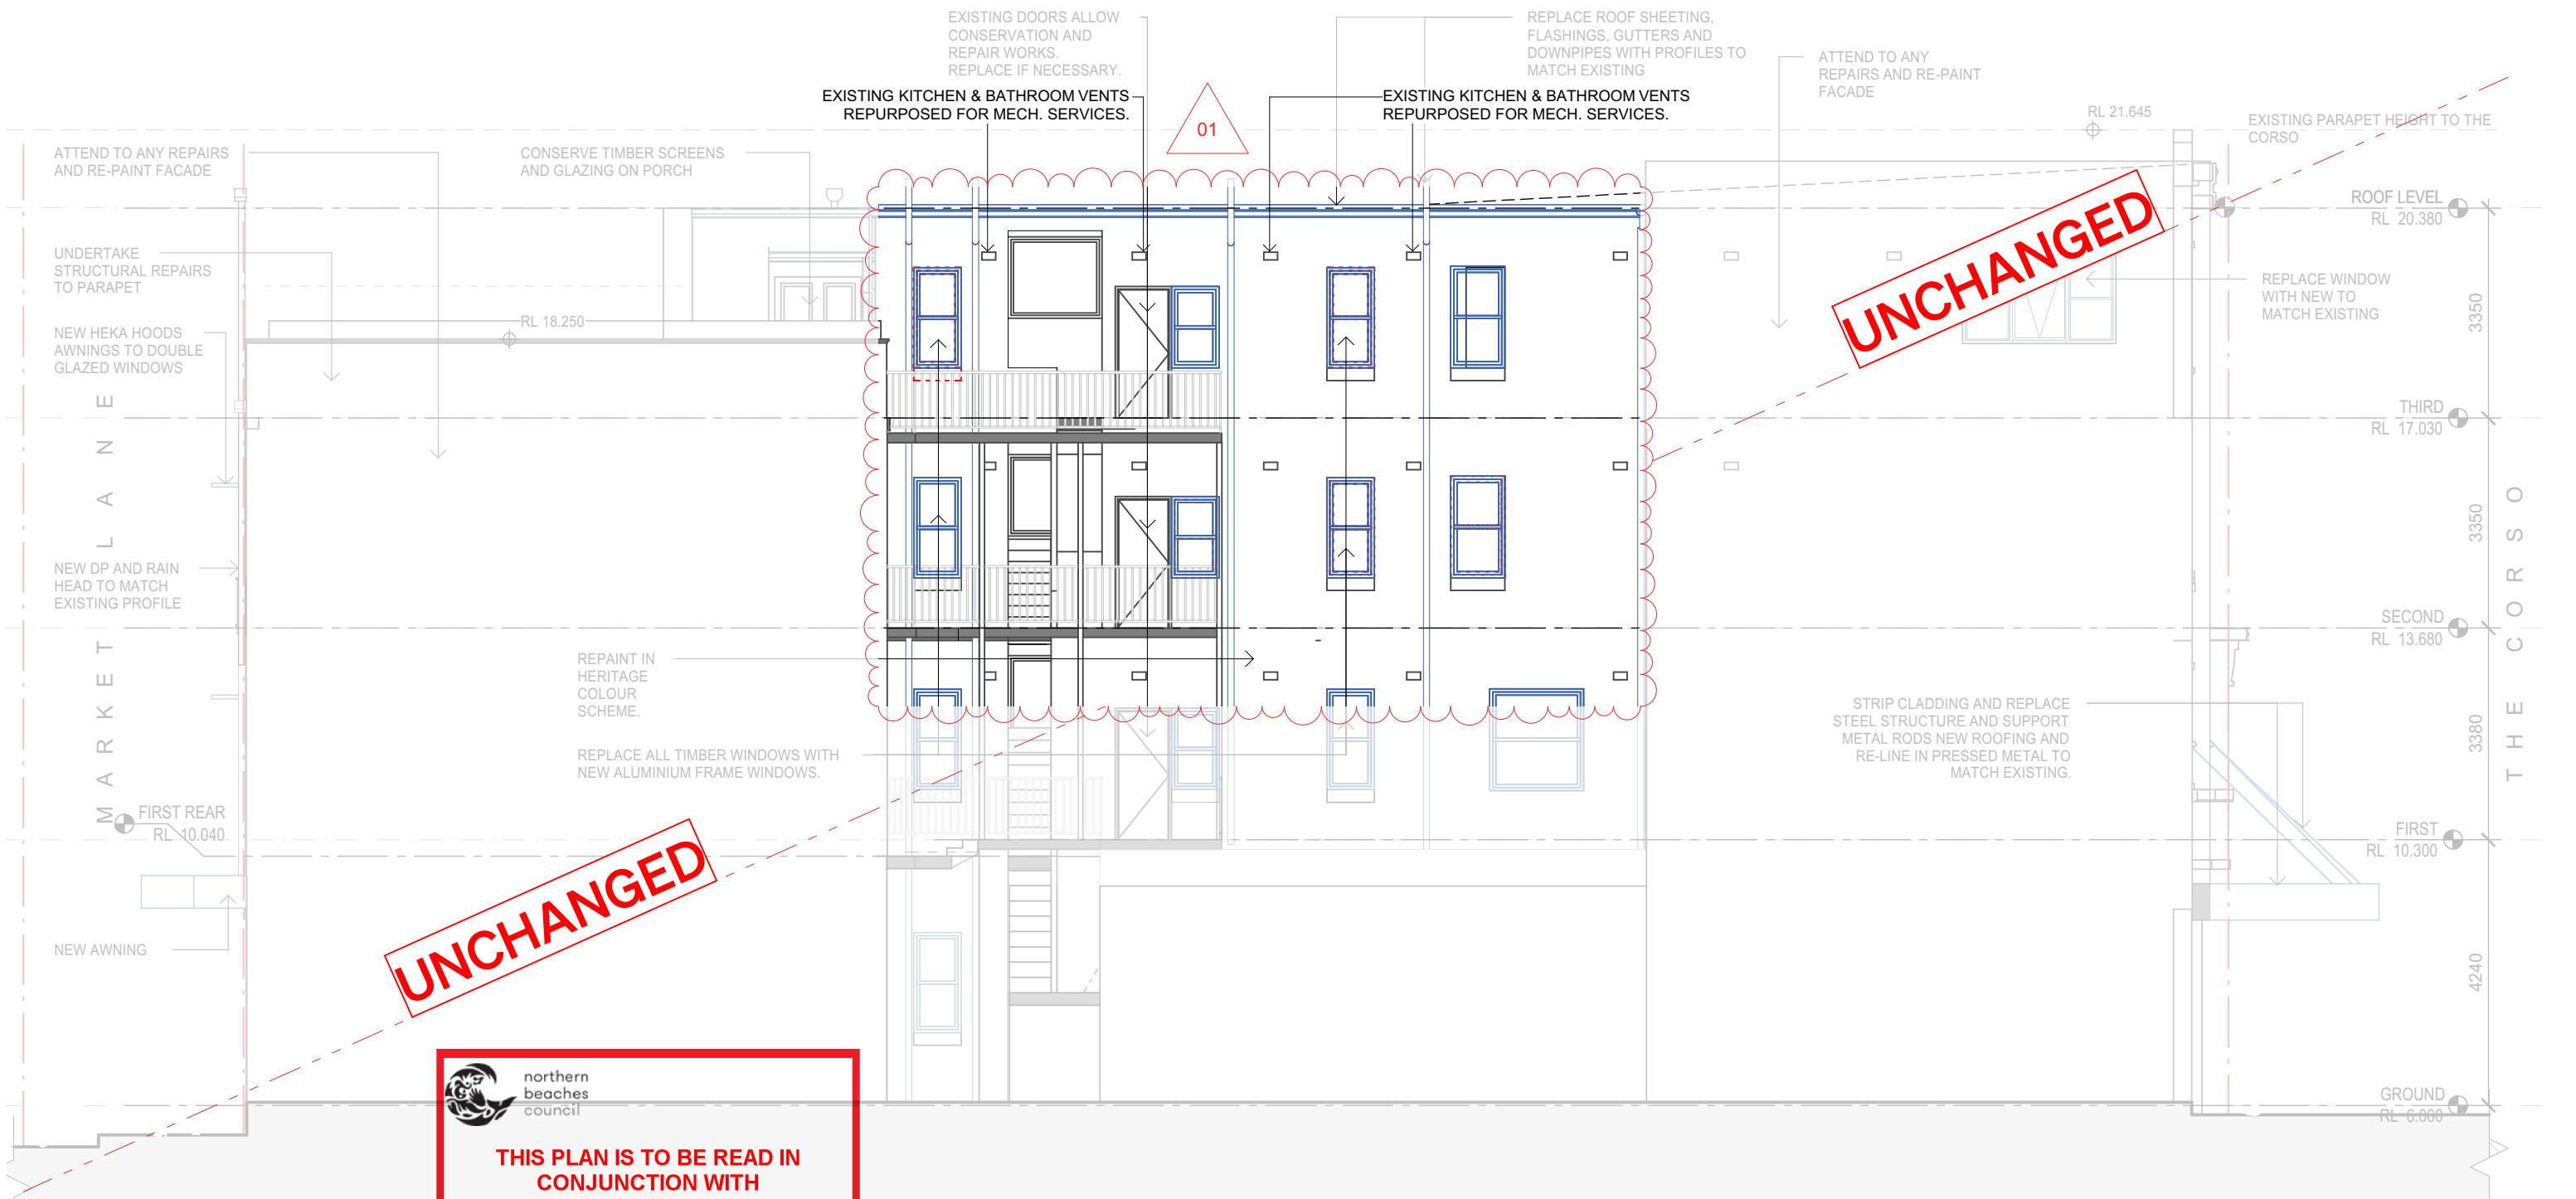 EXISTING DOORS ALLOW
CONSERVATION AND
REPAIR WORKS.
REPLACE IF NECESSARY.
REPLACE ROOF SHEETING,
FLASHINGS, GUTTERS AND
DOWNPIPES WITH PROFILES TO
MATCH EXISTING
ATTEND TO ANY
REPAIRS AND RE-PAINT
FACADE
EXISTING KITCHEN & BATHROOM VENTS
REPURPOSED FOR MECH. SERVICES.
01
EXISTING KITCHEN & BATHROOM VENTS
REPURPOSED FOR MECH. SERVICES.
RL 21.645
EXISTING PARAPET HEIGHT TO THE
CORSO
ATTEND TO ANY REPAIRS
AND RE-PAINT FACADE
CONSERVE TIMBER SCREENS
AND GLAZING ON PORCH
ROOF LEVEL
RL 20.380
UNCHANGED
UNDERTAKE
STRUCTURAL REPAIRS
TO PARAPET
REPLACE WINDOW
WITH NEW TO
MATCH EXISTING
3350
RL 18.250
NEW HEKA HOODS
AWNINGS TO DOUBLE
GLAZED WINDOWS
THIRD
RL 17.030
MARKET LANE
THE CORSO
3350
NEW DP AND RAIN
HEAD TO MATCH
EXISTING PROFILE
SECOND
RL 13.680
REPAINT IN
HERITAGE
COLOUR
SCHEME.
STRIP CLADDING AND REPLACE
STEEL STRUCTURE AND SUPPORT
METAL RODS NEW ROOFING AND
RE-LINE IN PRESSED METAL TO
MATCH EXISTING.
3380
REPLACE ALL TIMBER WINDOWS WITH
NEW ALUMINIUM FRAME WINDOWS.
FIRST REAR
RL 10.040
FIRST
RL 10.300
UNCHANGED
NEW AWNING
4240
GROUND
RL 6.060
northern
beaches
council
THIS PLAN IS TO BE READ IN
CONJUNCTION WITH